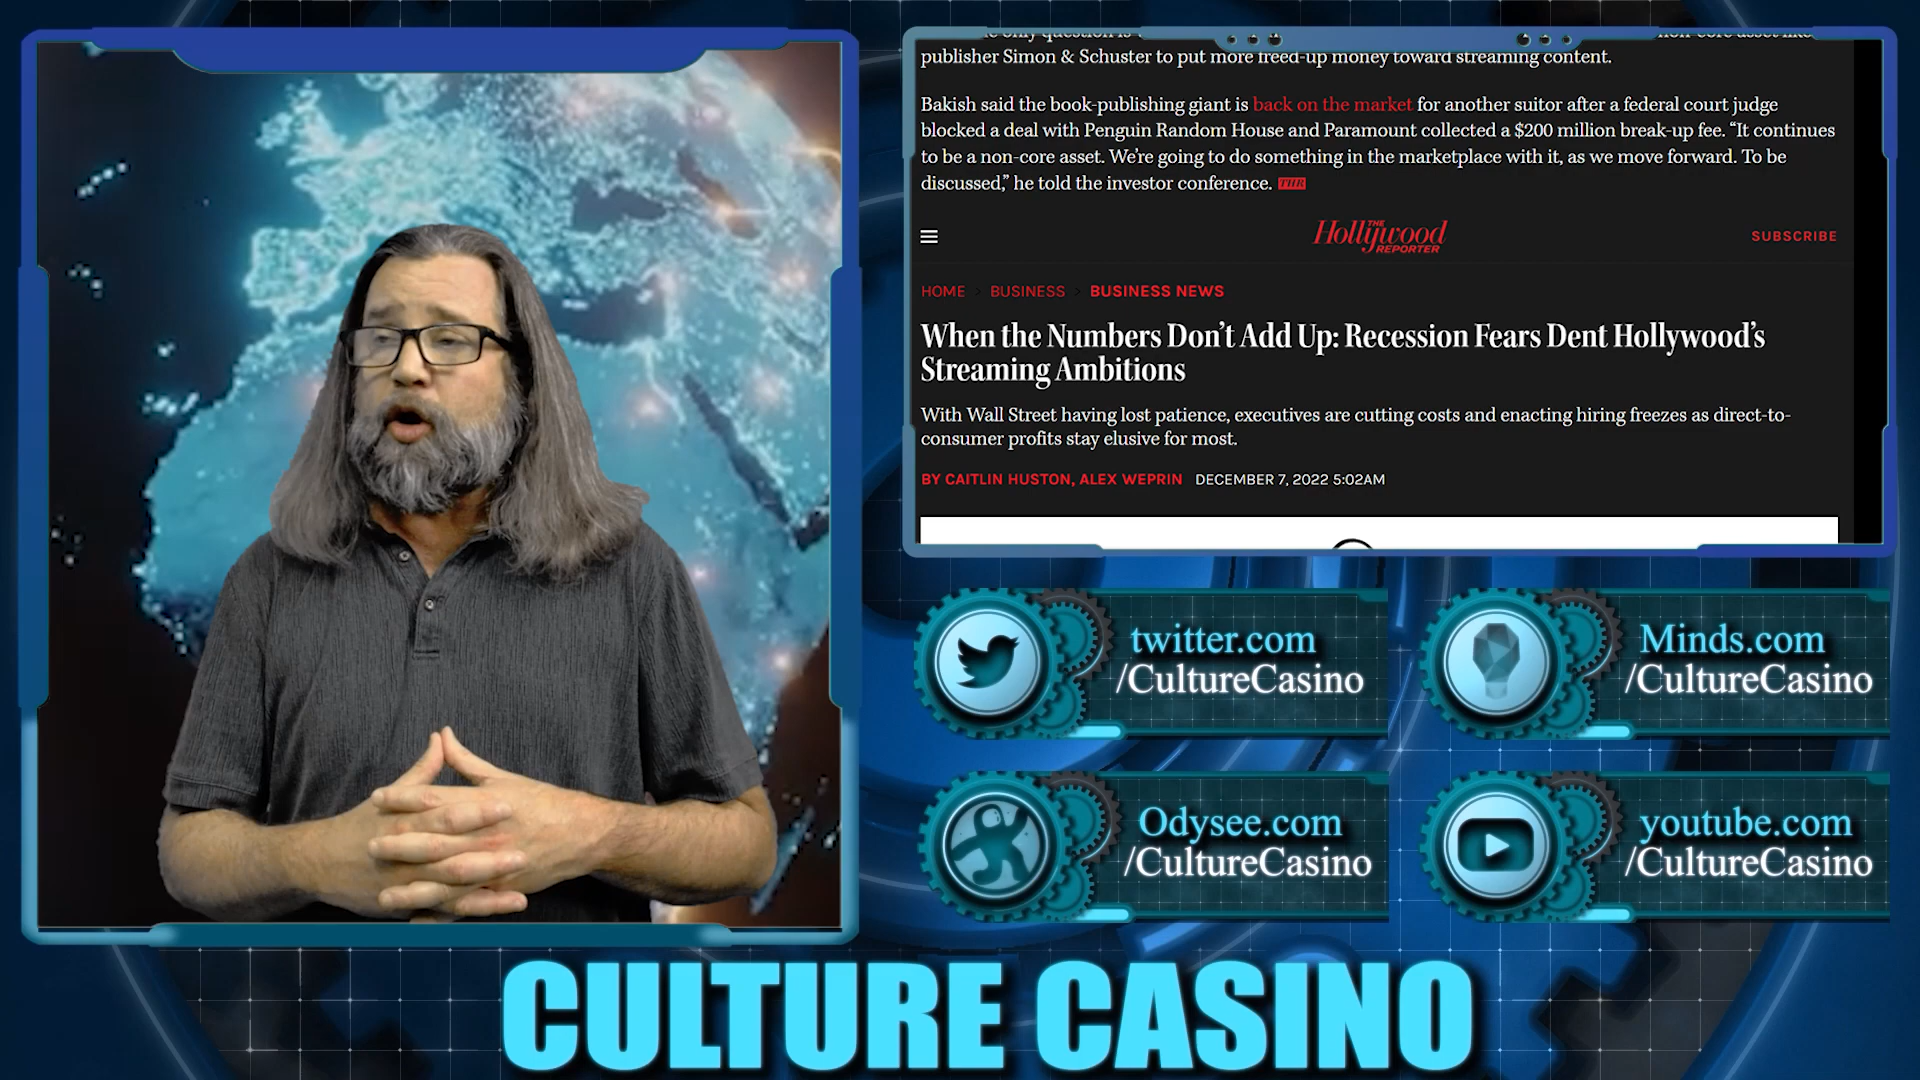 publisher Simon & Schuster to put more freed-up money toward streaming content.
Bakish said the book-publishing giant is back on the market for another suitor after a federal court judge
blocked a deal with Penguin Random House and Paramount collected a $200 million break-up fee. “It continues
to be a non-core asset. We’re going to do something in the marketplace with it, as we move forward. To be
discussed,” he told the investor conference. THR
THE
Hollywood
REPORTER
SUBSCRIBE
HOME > BUSINESS > BUSINESS NEWS
When the Numbers Don’t Add Up: Recession Fears Dent Hollywood’s
Streaming Ambitions
With Wall Street having lost patience, executives are cutting costs and enacting hiring freezes as direct-to-
consumer profits stay elusive for most.
BY CAITLIN HUSTON, ALEX WEPRIN DECEMBER 7, 2022 5:02AM
twitter.com
/CultureCasino
Minds.com
/CultureCasino
Odysee.com
/CultureCasino
youtube.com
/CultureCasino
CULTURE CASINO